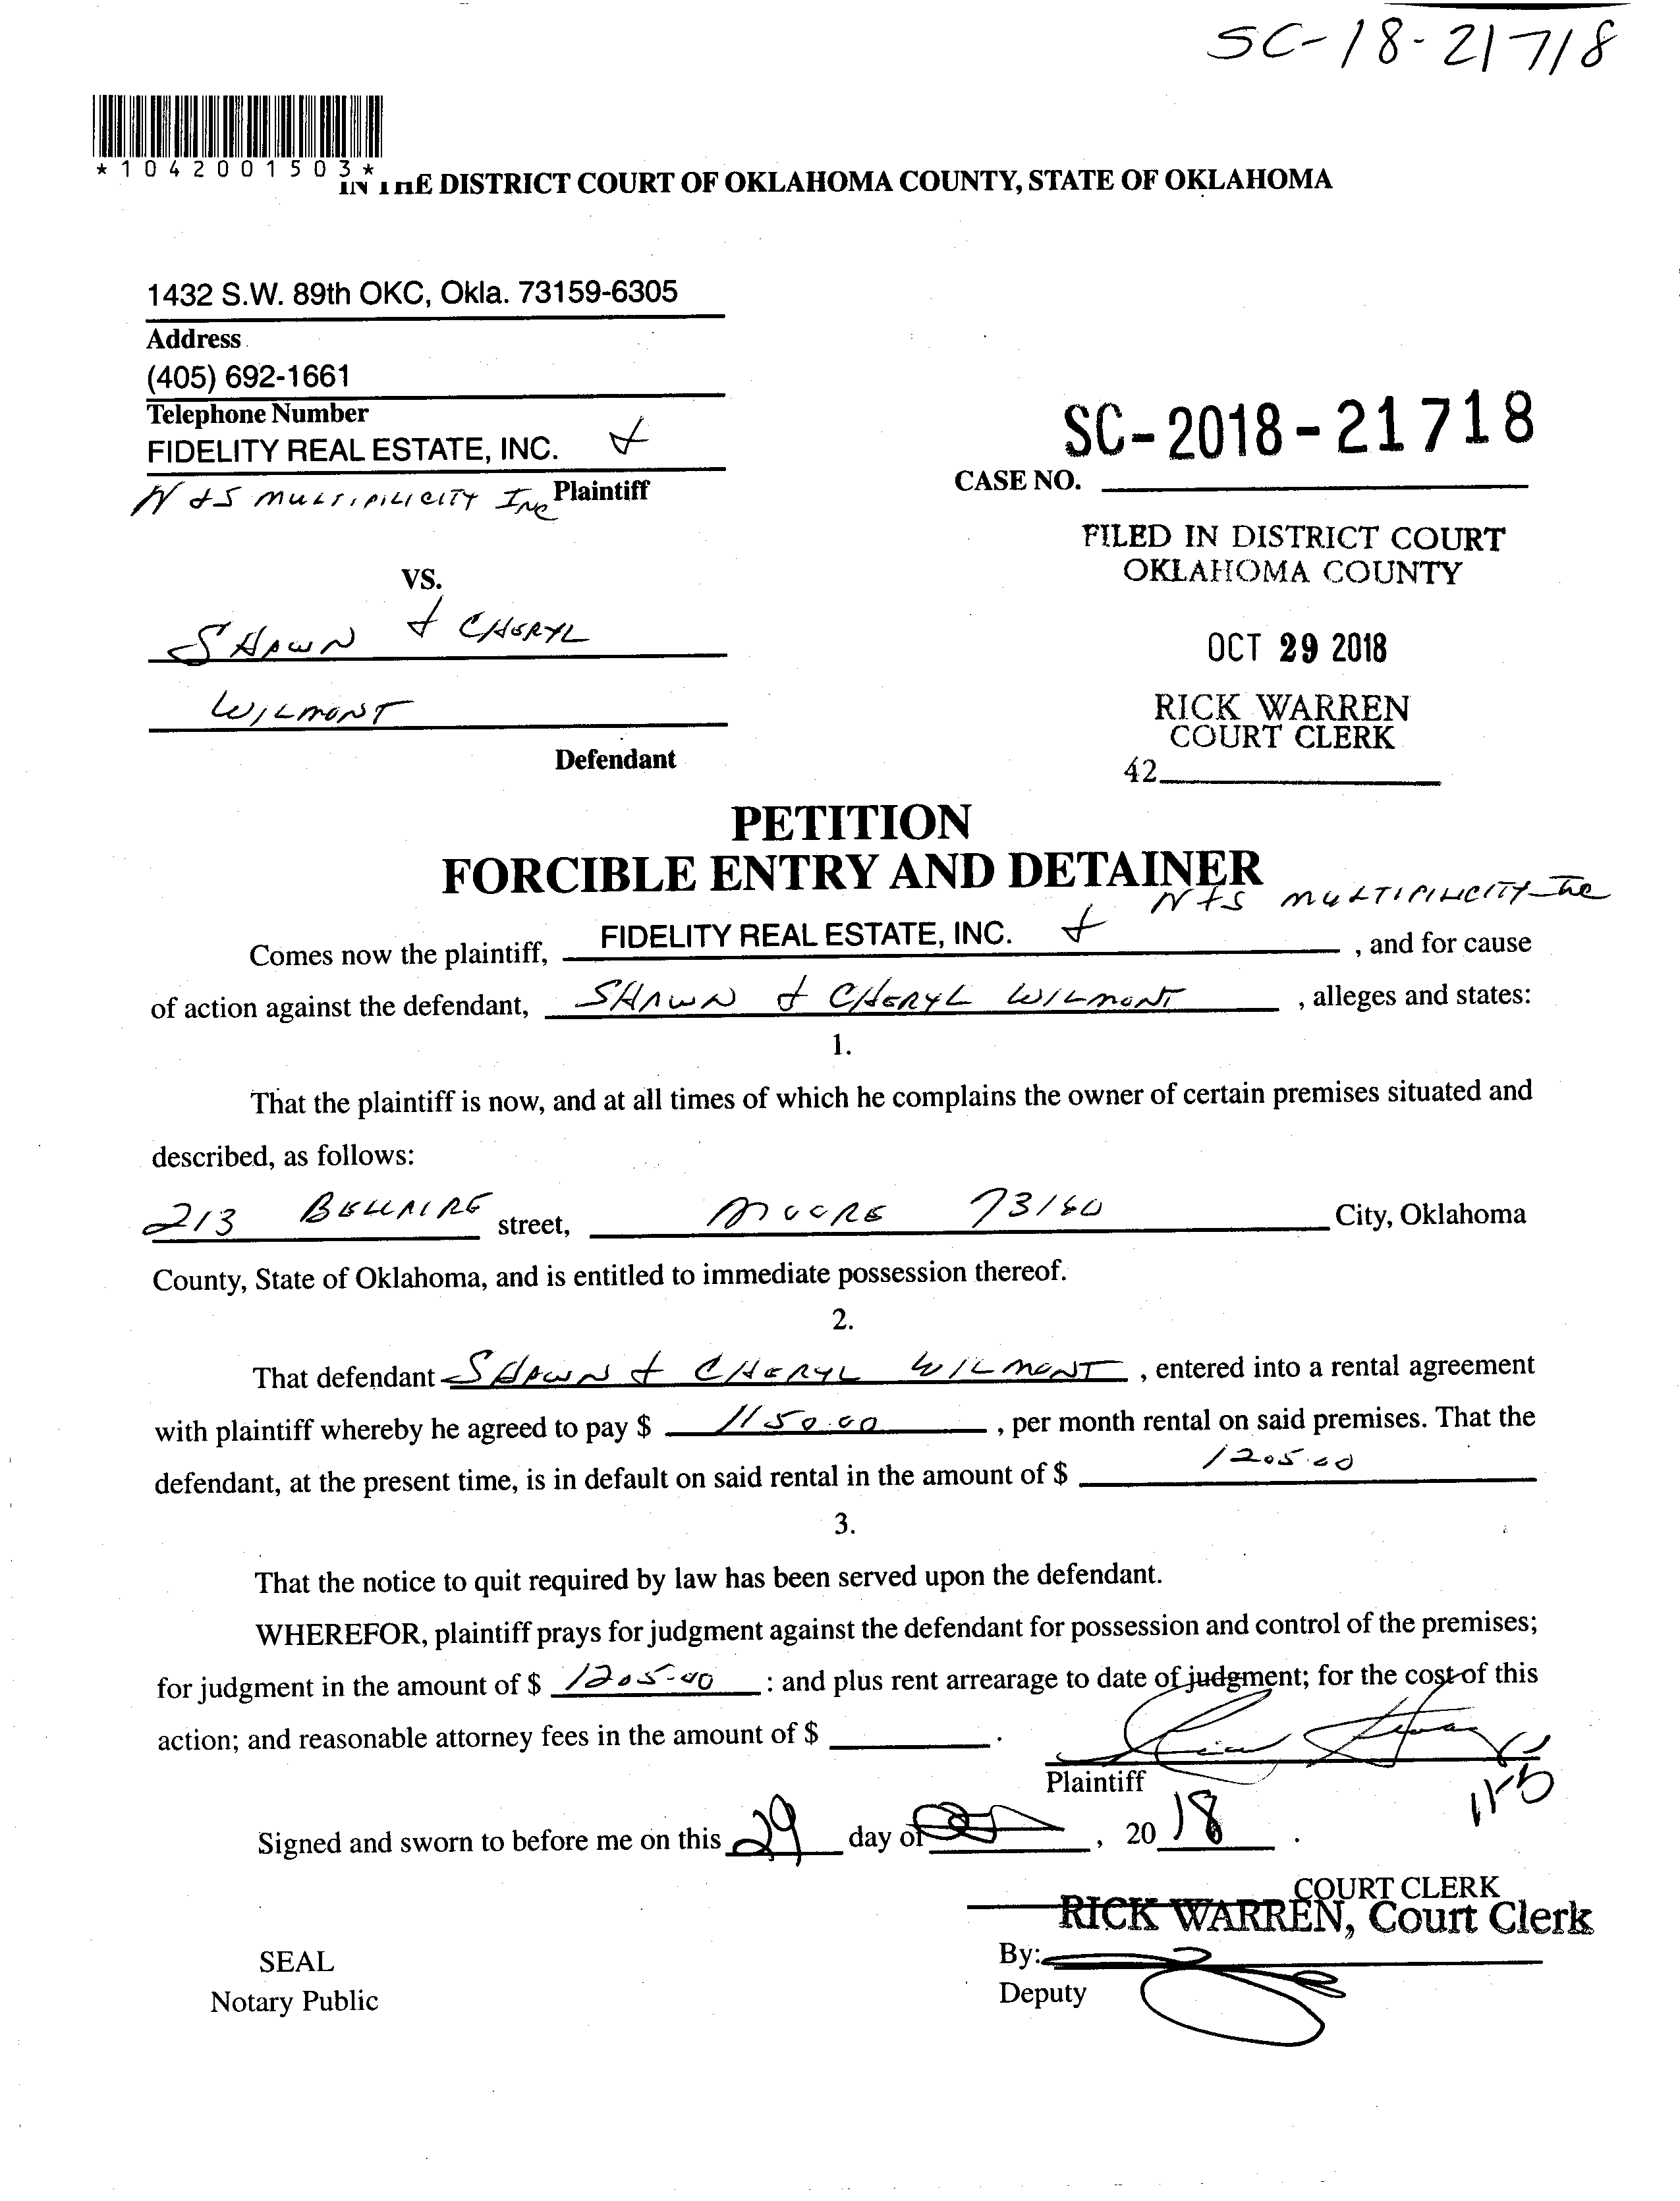 SC-18-21718
*1042001503*
IN THE DISTRICT COURT OF OKLAHOMA COUNTY, STATE OF OKLAHOMA
1432 S.W. 89th OKC, Okla. 73159-6305
Address
(405) 692-1661
Telephone Number
FIDELITY REAL ESTATE, INC. &
N & S MULTIPILICITY Inc Plaintiff
SC-2018-21718
CASE NO.
FILED IN DISTRICT COURT
OKLAHOMA COUNTY
OCT 29 2018
RICK WARREN
COURT CLERK
42
VS.
SHAWN & CHERYL
WILMONT
Defendant
PETITION
FORCIBLE ENTRY AND DETAINER
N & S MULTIPILICITY Inc
Comes now the plaintiff, FIDELITY REAL ESTATE, INC. & , and for cause
of action against the defendant, SHAWN & CHERYL WILMONT , alleges and states:
1.
That the plaintiff is now, and at all times of which he complains the owner of certain premises situated and
described, as follows:
213 BELLAIRE street, MOORE 73160 City, Oklahoma
County, State of Oklahoma, and is entitled to immediate possession thereof.
2.
That defendant SHAWN & CHERYL WILMONT , entered into a rental agreement
with plaintiff whereby he agreed to pay $ 1150.00 , per month rental on said premises. That the
defendant, at the present time, is in default on said rental in the amount of $ 1205.00
3.
That the notice to quit required by law has been served upon the defendant.
WHEREFOR, plaintiff prays for judgment against the defendant for possession and control of the premises;
for judgment in the amount of $ 1205.00 : and plus rent arrearage to date of judgment; for the cost of this
action; and reasonable attorney fees in the amount of $ .
Plaintiff
Signed and sworn to before me on this 29 day of , 20 18 .
COURT CLERK
RICK WARREN, Court Clerk
By:
Deputy
SEAL
Notary Public